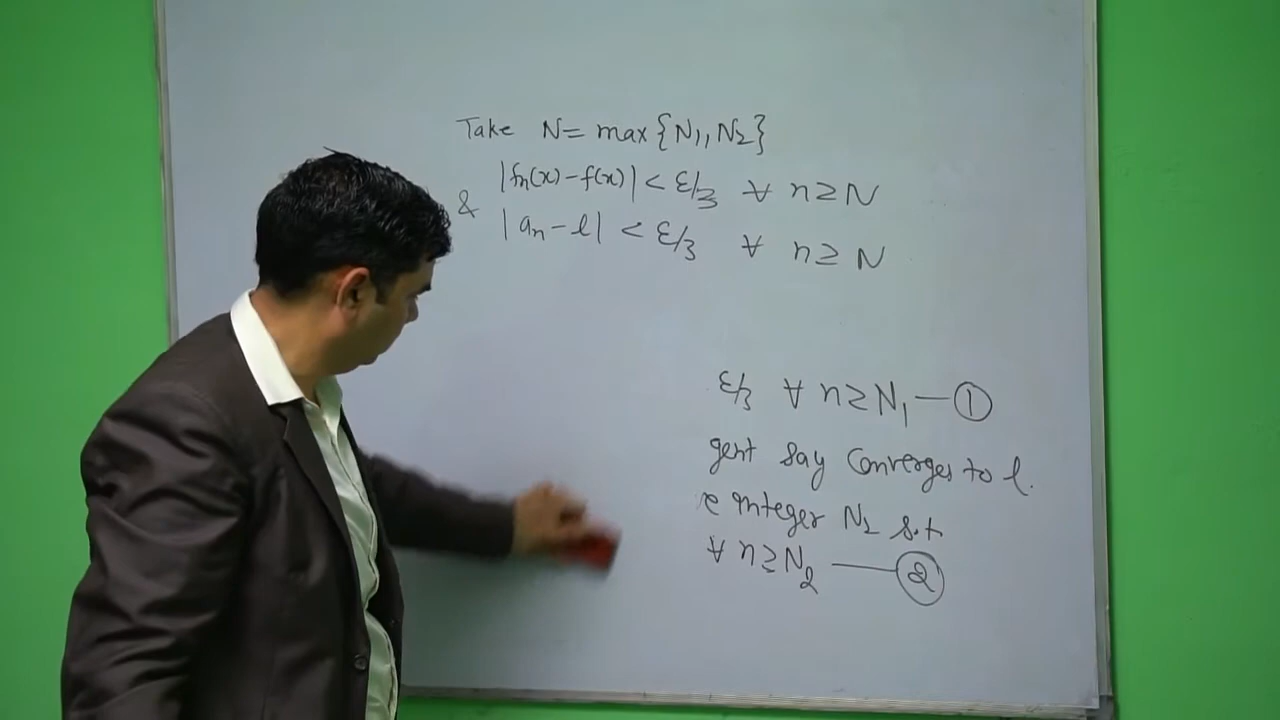 Take N = max {N₁, N₂}
|fₙ(x) - f(x)| < ε/3 ∀ n ≥ N
&
|aₙ - l| < ε/3 ∀ n ≥ N
ε/3 ∀ n ≥ N₁ — ①
gent say Converges to l.
e integer N₂ s.t
∀ n ≥ N₂ — ②